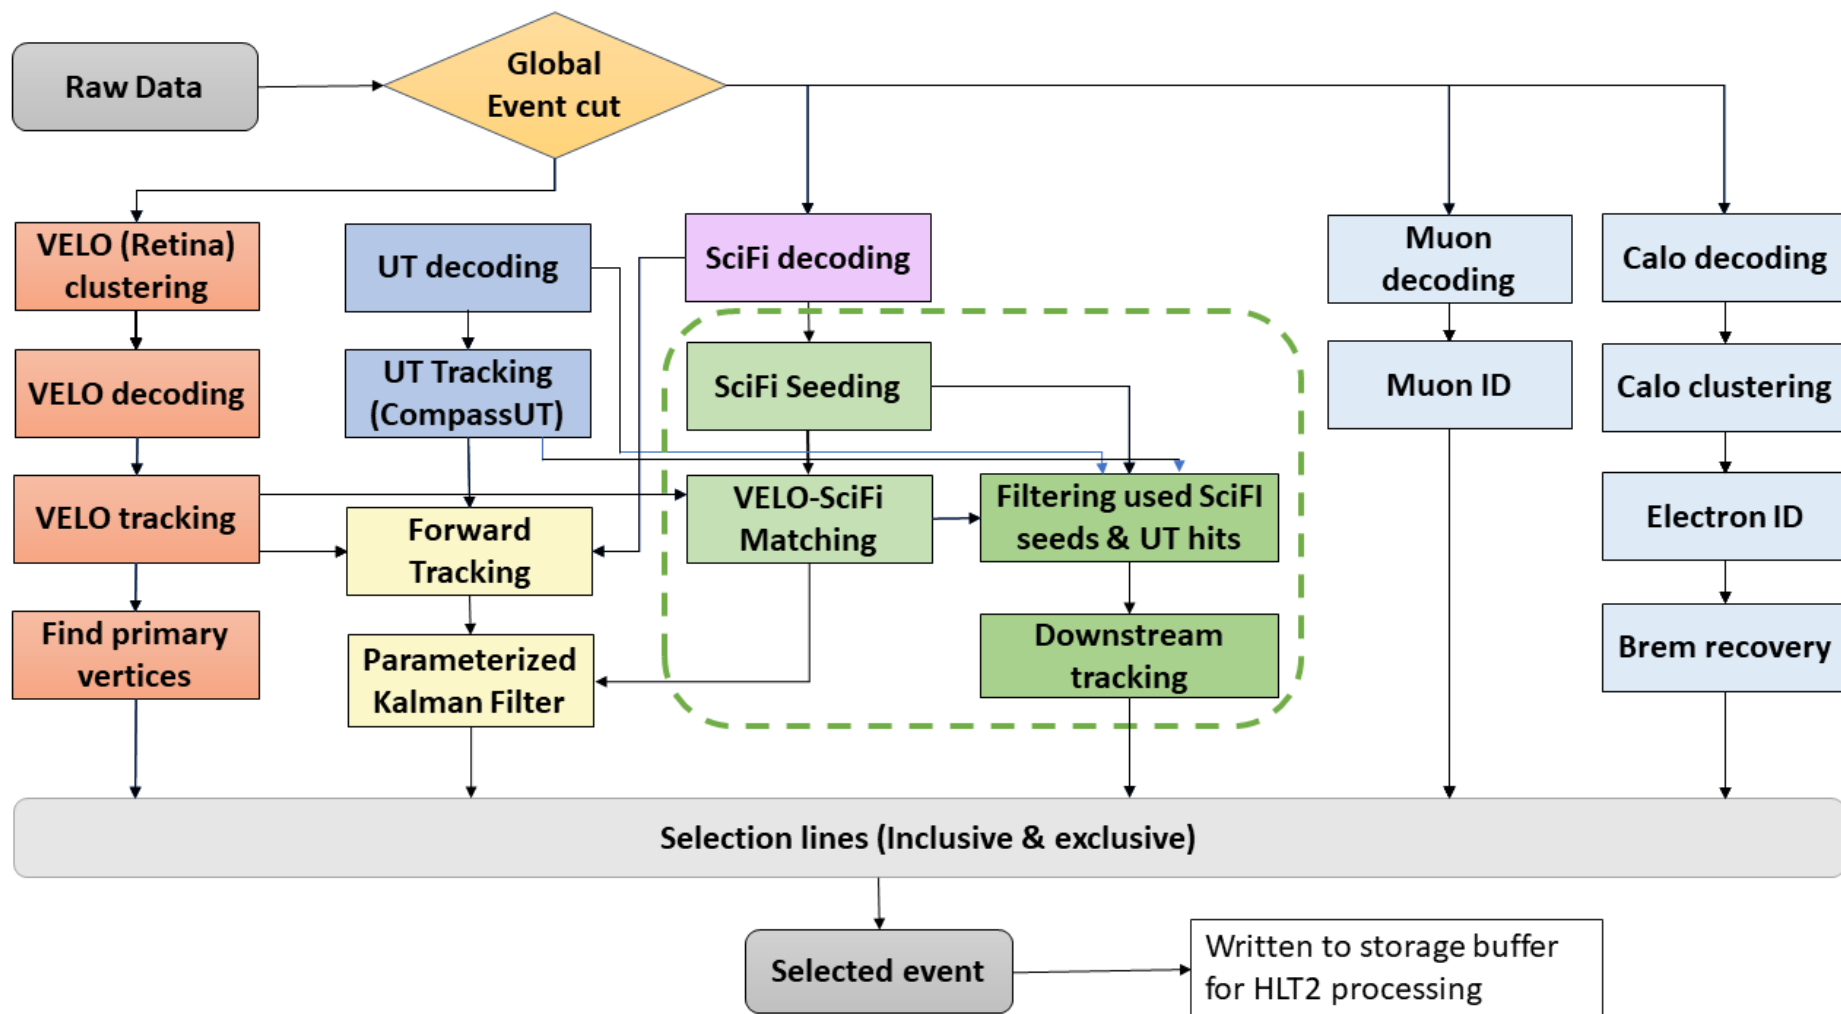 Raw Data
Global
Event cut
VELO (Retina)
clustering
UT decoding
SciFi decoding
Muon
decoding
Calo decoding
VELO decoding
UT Tracking
(CompassUT)
SciFi Seeding
Muon ID
Calo clustering
VELO tracking
Forward
Tracking
VELO-SciFi
Matching
Filtering used SciFI
seeds & UT hits
Electron ID
Find primary
vertices
Parameterized
Kalman Filter
Downstream
tracking
Brem recovery
Selection lines (Inclusive & exclusive)
Selected event
Written to storage buffer
for HLT2 processing